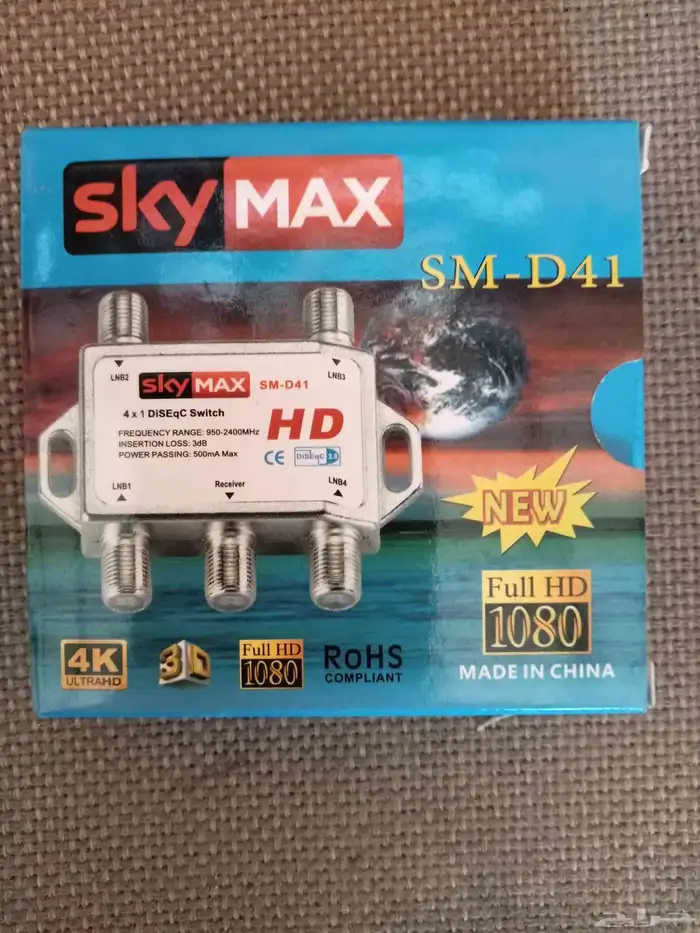 sky MAX
SM-D41
LNB2
LNB3
sky MAX SM-D41
4 x 1 DiSEqC Switch
HD
FREQUENCY RANGE: 950-2400MHz
INSERTION LOSS: 3dB
POWER PASSING: 500mA Max
CE DiSEqC 2.0
LNB1
Receiver
LNB4
NEW
Full HD
1080
4K
ULTRAHD
3D
Full HD
1080
RoHS
COMPLIANT
MADE IN CHINA
حراج